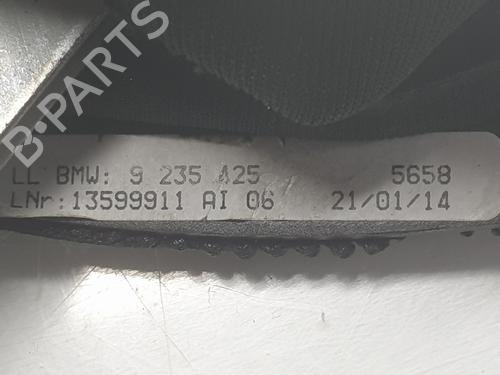 B-PARTS
LL BMW: 9 235 425 5658
LNr:13599911 AI 06 21/01/14